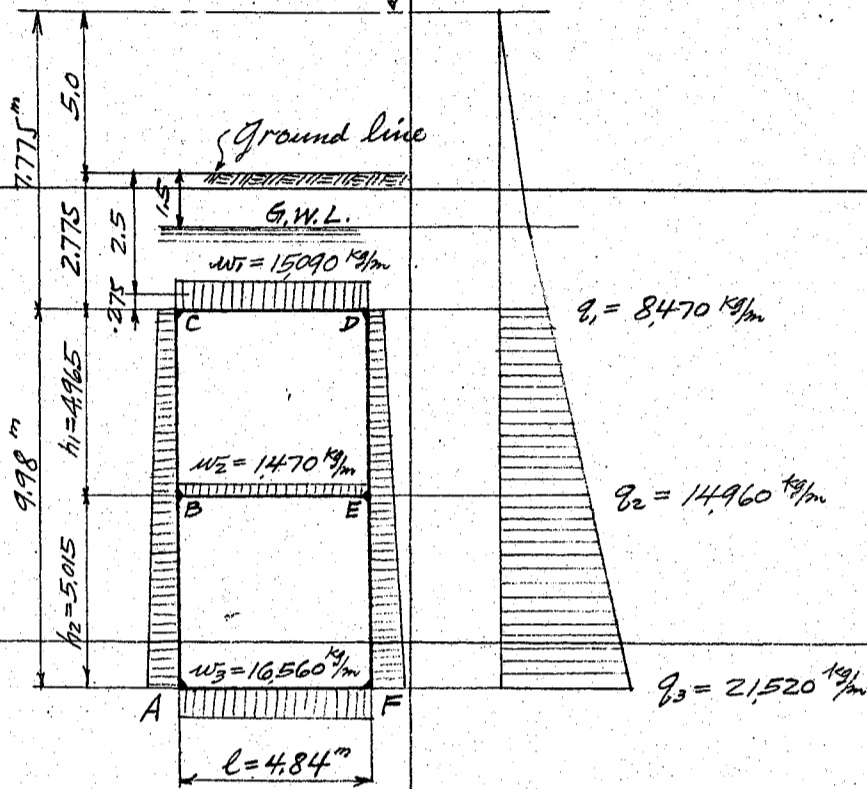 5.0
7.775 m
Ground line
1.5
G.W.L.
2.5
2.775
w1 = 15,090 kg/m
.275
C
D
q1 = 8,470 kg/m
h1=4.965
9.98 m
w2 = 1,470 kg/m
B
E
q2 = 14,960 kg/m
h2=5.015
w3 = 16,560 kg/m
A
F
q3 = 21,520 kg/m
l = 4.84 m